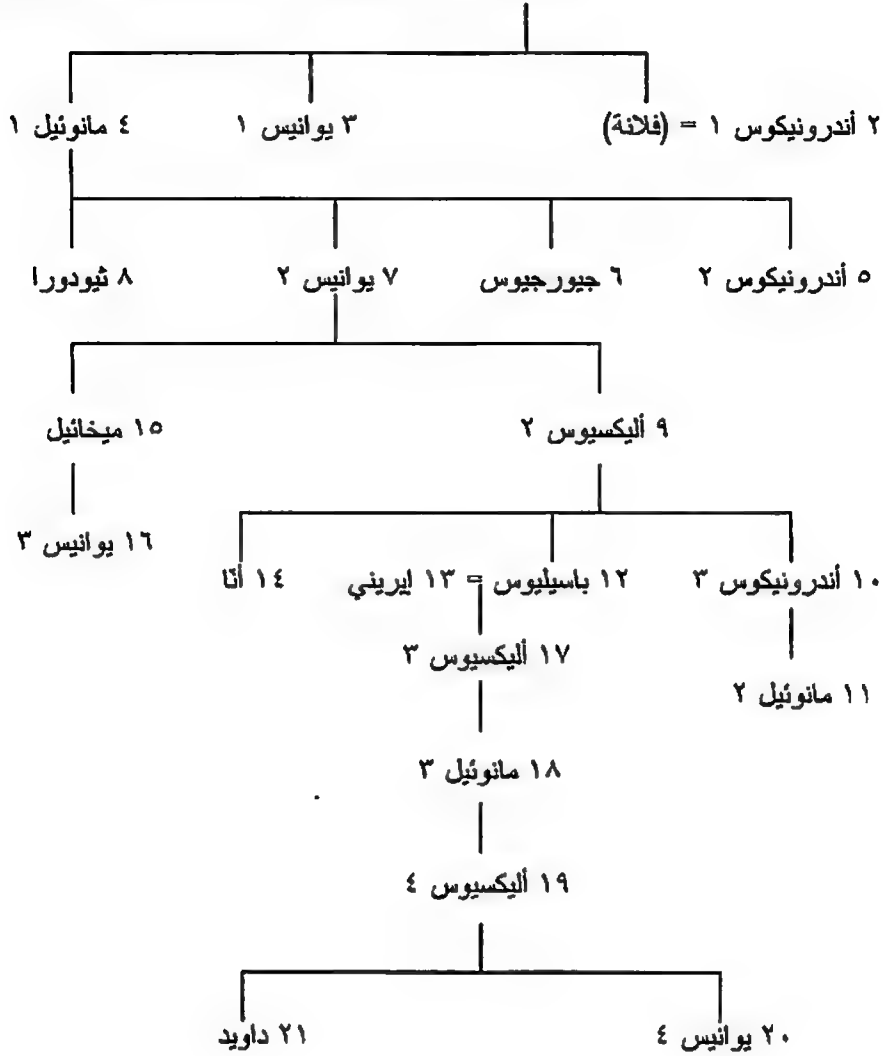 ٢ أندرونيكوس ١ = (فلانة) ٣ يوانيس ١ ٤ مانوئيل ١
٥ أندرونيكوس ٢ ٦ جيورجيوس ٧ يوانيس ٢ ٨ ثيودورا
٩ أليكسيوس ٢ ١٥ ميخائيل
١٦ يوانيس ٣
١٠ أندرونيكوس ٣ ١٢ باسيليوس = ١٣ إيريني ١٤ أنّا
١٧ أليكسيوس ٣
١١ مانوئيل ٢
١٨ مانوئيل ٣
١٩ أليكسيوس ٤
٢٠ يوانيس ٤ ٢١ داويد